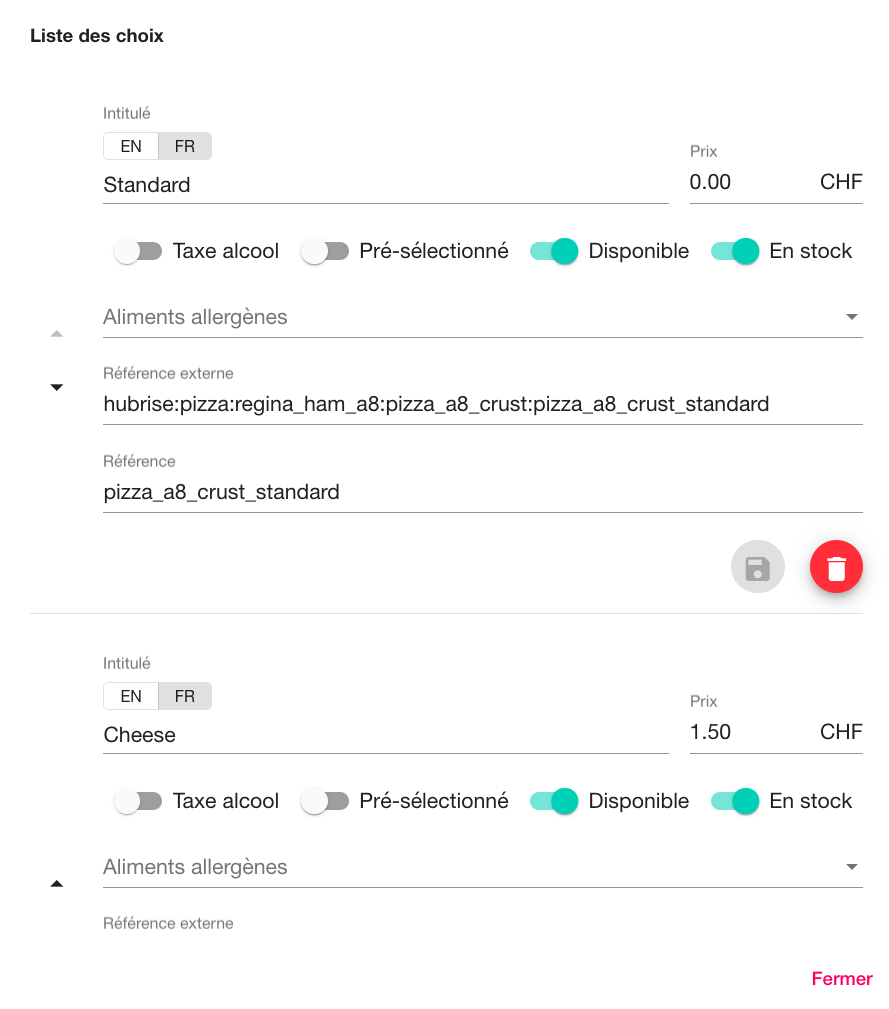 Liste des choix
Intitulé
EN FR
Standard
Prix
0.00 CHF
Taxe alcool Pré-sélectionné Disponible En stock
Aliments allergènes
Référence externe
hubrise:pizza:regina_ham_a8:pizza_a8_crust:pizza_a8_crust_standard
Référence
pizza_a8_crust_standard
Intitulé
EN FR
Cheese
Prix
1.50 CHF
Taxe alcool Pré-sélectionné Disponible En stock
Aliments allergènes
Référence externe
Fermer